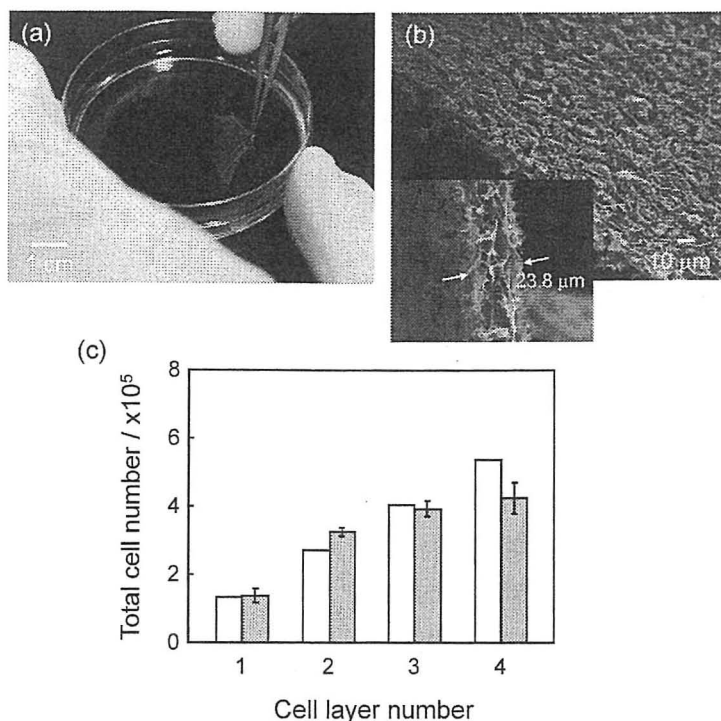 (a)
1 cm
(b)
10 μm
23.8 μm
(c)
Total cell number / x10⁵
8
6
4
2
0
1 2 3 4
Cell layer number